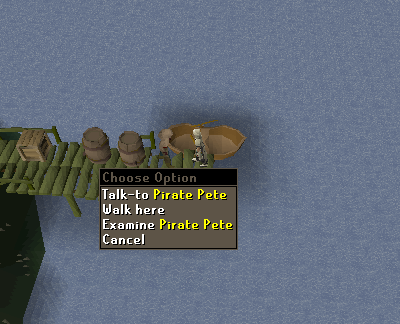 Choose Option
Talk-to Pirate Pete
Walk here
Examine Pirate Pete
Cancel